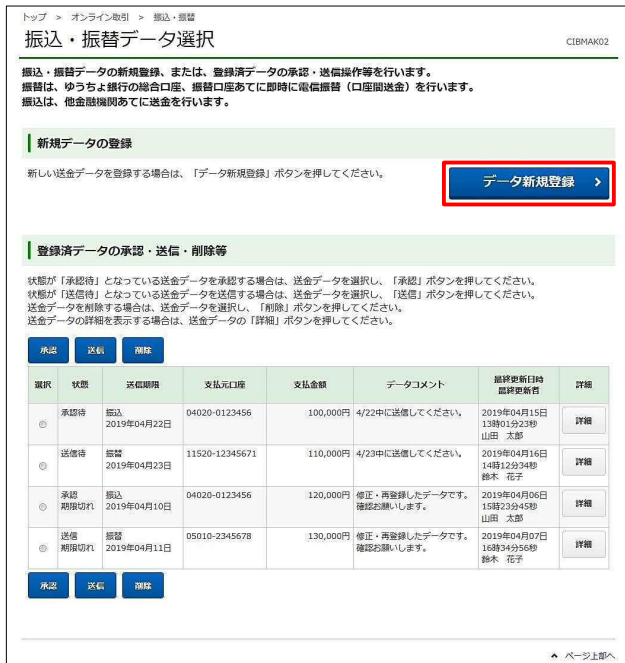 トップ > オンライン取引 > 振込・振替
振込・振替データ選択
CIBMAK02
振込・振替データの新規登録、または、登録済データの承認・送信操作等を行います。
振替は、ゆうちょ銀行の総合口座、振替口座あてに即時に電信振替（口座間送金）を行います。
振込は、他金融機関あてに送金を行います。
新規データの登録
新しい送金データを登録する場合は、「データ新規登録」ボタンを押してください。
データ新規登録 >
登録済データの承認・送信・削除等
状態が「承認待」となっている送金データを承認する場合は、送金データを選択し、「承認」ボタンを押してください。
状態が「送信待」となっている送金データを送信する場合は、送金データを選択し、「送信」ボタンを押してください。
送金データを削除する場合は、送金データを選択し、「削除」ボタンを押してください。
送金データの詳細を表示する場合は、送金データの「詳細」ボタンを押してください。
承認 送信 削除
選択 状態 送信期限 支払元口座 支払金額 データコメント 最終更新日時 詳細
最終更新者
承認待 振込 04020-0123456 100,000円 4/22中に送信してください。 2019年04月15日 詳細
2019年04月22日 13時01分23秒
山田 太郎
送信待 振替 11520-12345671 110,000円 4/23中に送信してください。 2019年04月16日 詳細
2019年04月23日 14時12分34秒
鈴木 花子
承認 振込 04020-0123456 120,000円 修正・再登録したデータです。 2019年04月06日 詳細
期限切れ 2019年04月10日 確認お願いします。 15時23分45秒
山田 太郎
送信 振替 05010-2345678 130,000円 修正・再登録したデータです。 2019年04月07日 詳細
期限切れ 2019年04月11日 確認お願いします。 16時34分56秒
鈴木 花子
承認 送信 削除
ページ上部へ